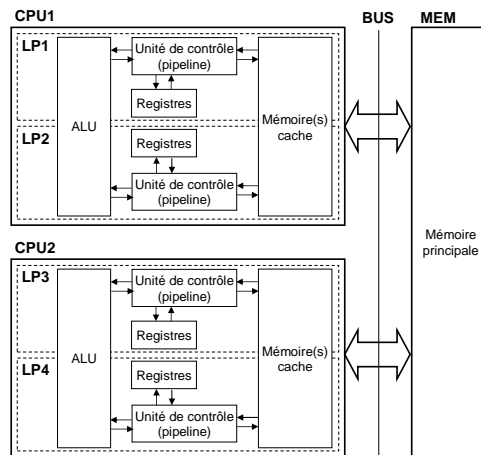 CPU1
BUS
MEM
LP1
Unité de contrôle
(pipeline)
Registres
ALU
Mémoire(s)
cache
LP2
Registres
Unité de contrôle
(pipeline)
Mémoire
principale
CPU2
LP3
Unité de contrôle
(pipeline)
Registres
ALU
Mémoire(s)
cache
LP4
Registres
Unité de contrôle
(pipeline)